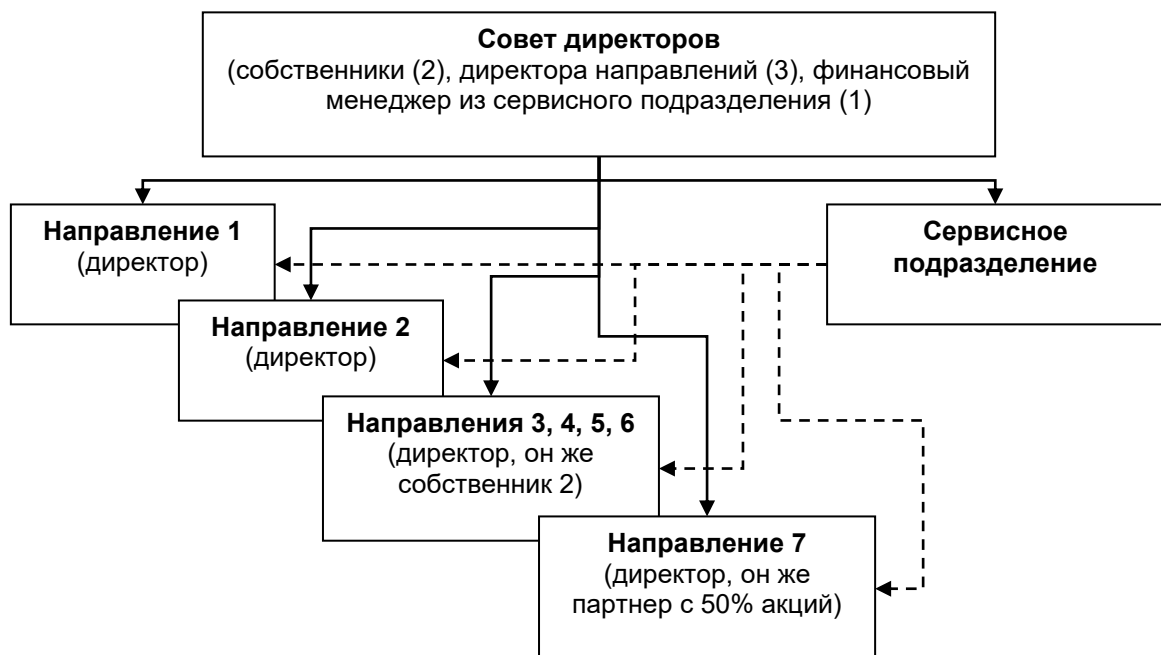 Совет директоров
(собственники (2), директора направлений (3), финансовый
менеджер из сервисного подразделения (1)
Направление 1
(директор)
Сервисное
подразделение
Направление 2
(директор)
Направления 3, 4, 5, 6
(директор, он же
собственник 2)
Направление 7
(директор, он же
партнер с 50% акций)